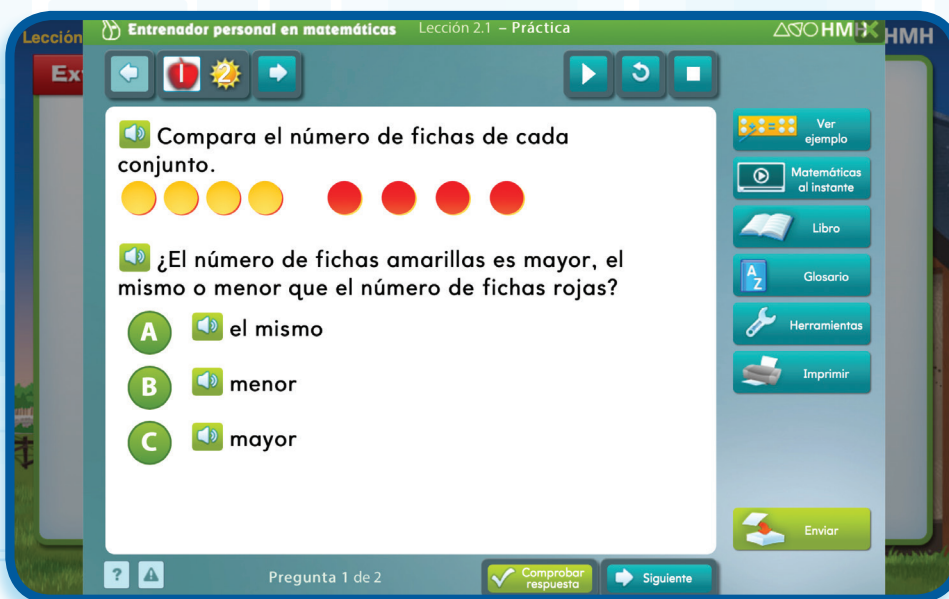 Lección
Entrenador personal en matemáticas Lección 2.1 – Práctica
HMH
HMH
Ex
1 2
Compara el número de fichas de cada
conjunto.
¿El número de fichas amarillas es mayor, el
mismo o menor que el número de fichas rojas?
A el mismo
B menor
C mayor
Ver
ejemplo
Matemáticas
al instante
Libro
A
Z
Glosario
Herramientas
Imprimir
Enviar
?
Pregunta 1 de 2
Comprobar
respuesta
Siguiente